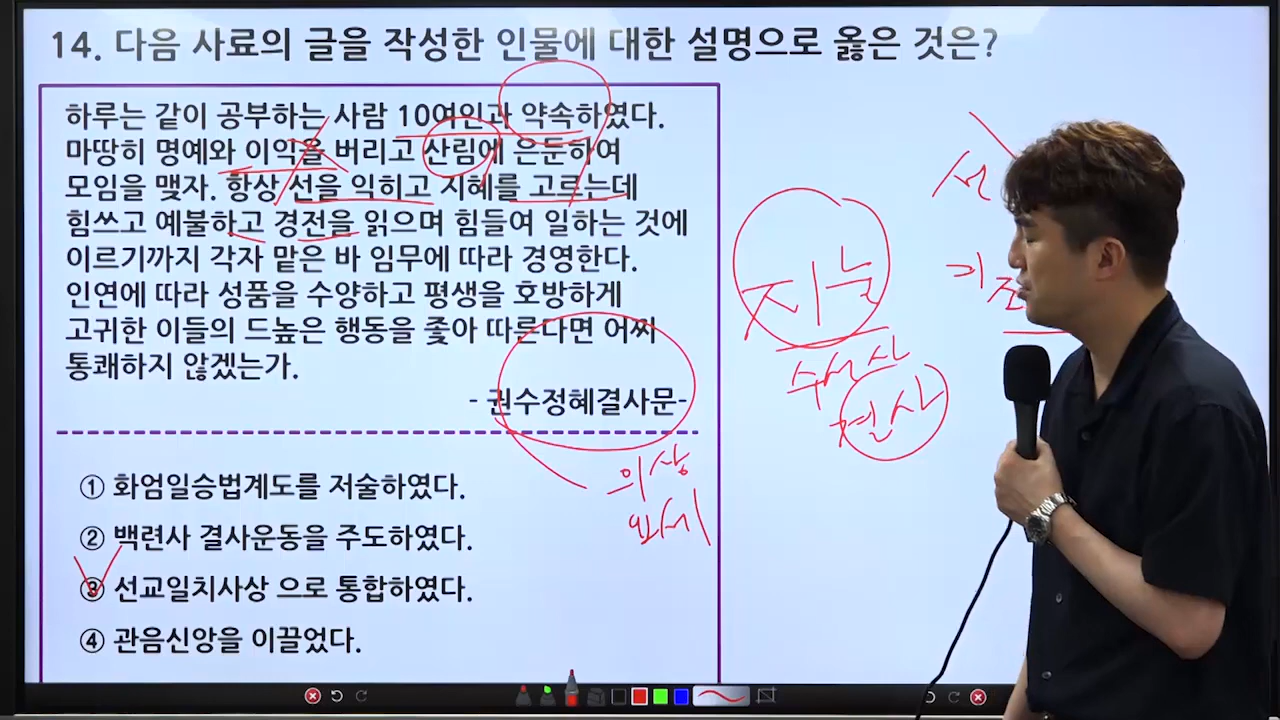 14. 다음 사료의 글을 작성한 인물에 대한 설명으로 옳은 것은?
하루는 같이 공부하는 사람 10여인과 약속하였다.
마땅히 명예와 이익을 버리고 산림에 은둔하여
모임을 맺자. 항상 선을 익히고 지혜를 고르는데
힘쓰고 예불하고 경전을 읽으며 힘들여 일하는 것에
이르기까지 각자 맡은 바 임무에 따라 경영한다.
인연에 따라 성품을 수양하고 평생을 호방하게
고귀한 이들의 드높은 행동을 좇아 따른다면 어찌
통쾌하지 않겠는가.
- 권수정혜결사문-
① 화엄일승법계도를 저술하였다.
② 백련사 결사운동을 주도하였다.
③ 선교일치사상 으로 통합하였다.
④ 관음신앙을 이끌었다.
의상
요세
지눌
수선사
결사
선